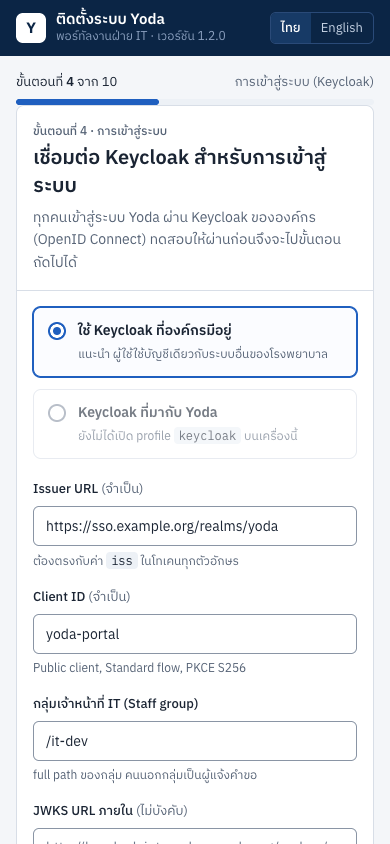 Y
ติดตั้งระบบ Yoda
พอร์ทัลงานฝ่าย IT · เวอร์ชัน 1.2.0
ไทย
English
ขั้นตอนที่ 4 จาก 10
การเข้าสู่ระบบ (Keycloak)
ขั้นตอนที่ 4 · การเข้าสู่ระบบ
เชื่อมต่อ Keycloak สำหรับการเข้าสู่
ระบบ
ทุกคนเข้าสู่ระบบ Yoda ผ่าน Keycloak ขององค์กร
(OpenID Connect) ทดสอบให้ผ่านก่อนจึงจะไปขั้นตอน
ถัดไปได้
ใช้ Keycloak ที่องค์กรมีอยู่
แนะนำ ผู้ใช้ใช้บัญชีเดียวกับระบบอื่นของโรงพยาบาล
Keycloak ที่มากับ Yoda
ยังไม่ได้เปิด profile keycloak บนเครื่องนี้
Issuer URL (จำเป็น)
https://sso.example.org/realms/yoda
ต้องตรงกับค่า iss ในโทเคนทุกตัวอักษร
Client ID (จำเป็น)
yoda-portal
Public client, Standard flow, PKCE S256
กลุ่มเจ้าหน้าที่ IT (Staff group)
/it-dev
full path ของกลุ่ม คนนอกกลุ่มเป็นผู้แจ้งคำขอ
JWKS URL ภายใน (ไม่บังคับ)